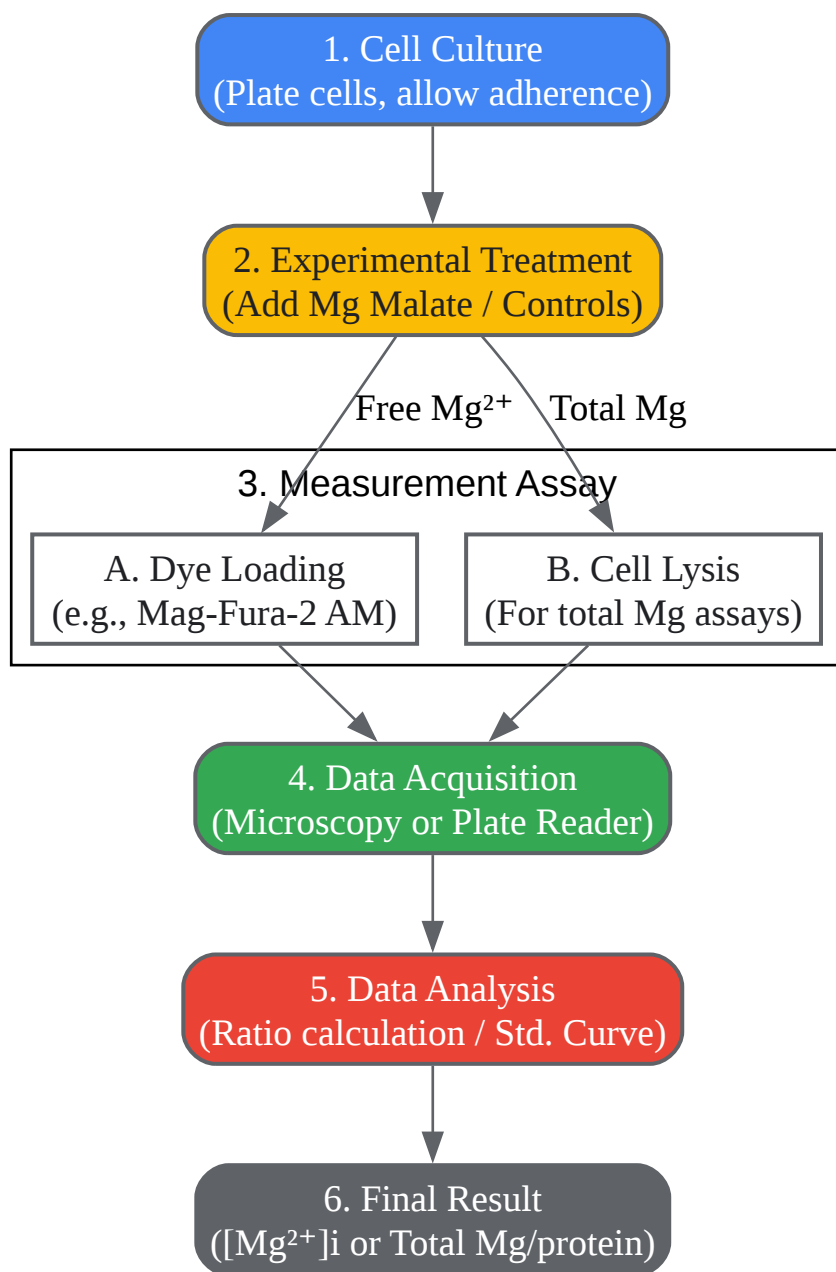 1. Cell Culture
(Plate cells, allow adherence)
2. Experimental Treatment
(Add Mg Malate / Controls)
Free Mg²⁺
Total Mg
3. Measurement Assay
A. Dye Loading
(e.g., Mag-Fura-2 AM)
B. Cell Lysis
(For total Mg assays)
4. Data Acquisition
(Microscopy or Plate Reader)
5. Data Analysis
(Ratio calculation / Std. Curve)
6. Final Result
([Mg²⁺]i or Total Mg/protein)